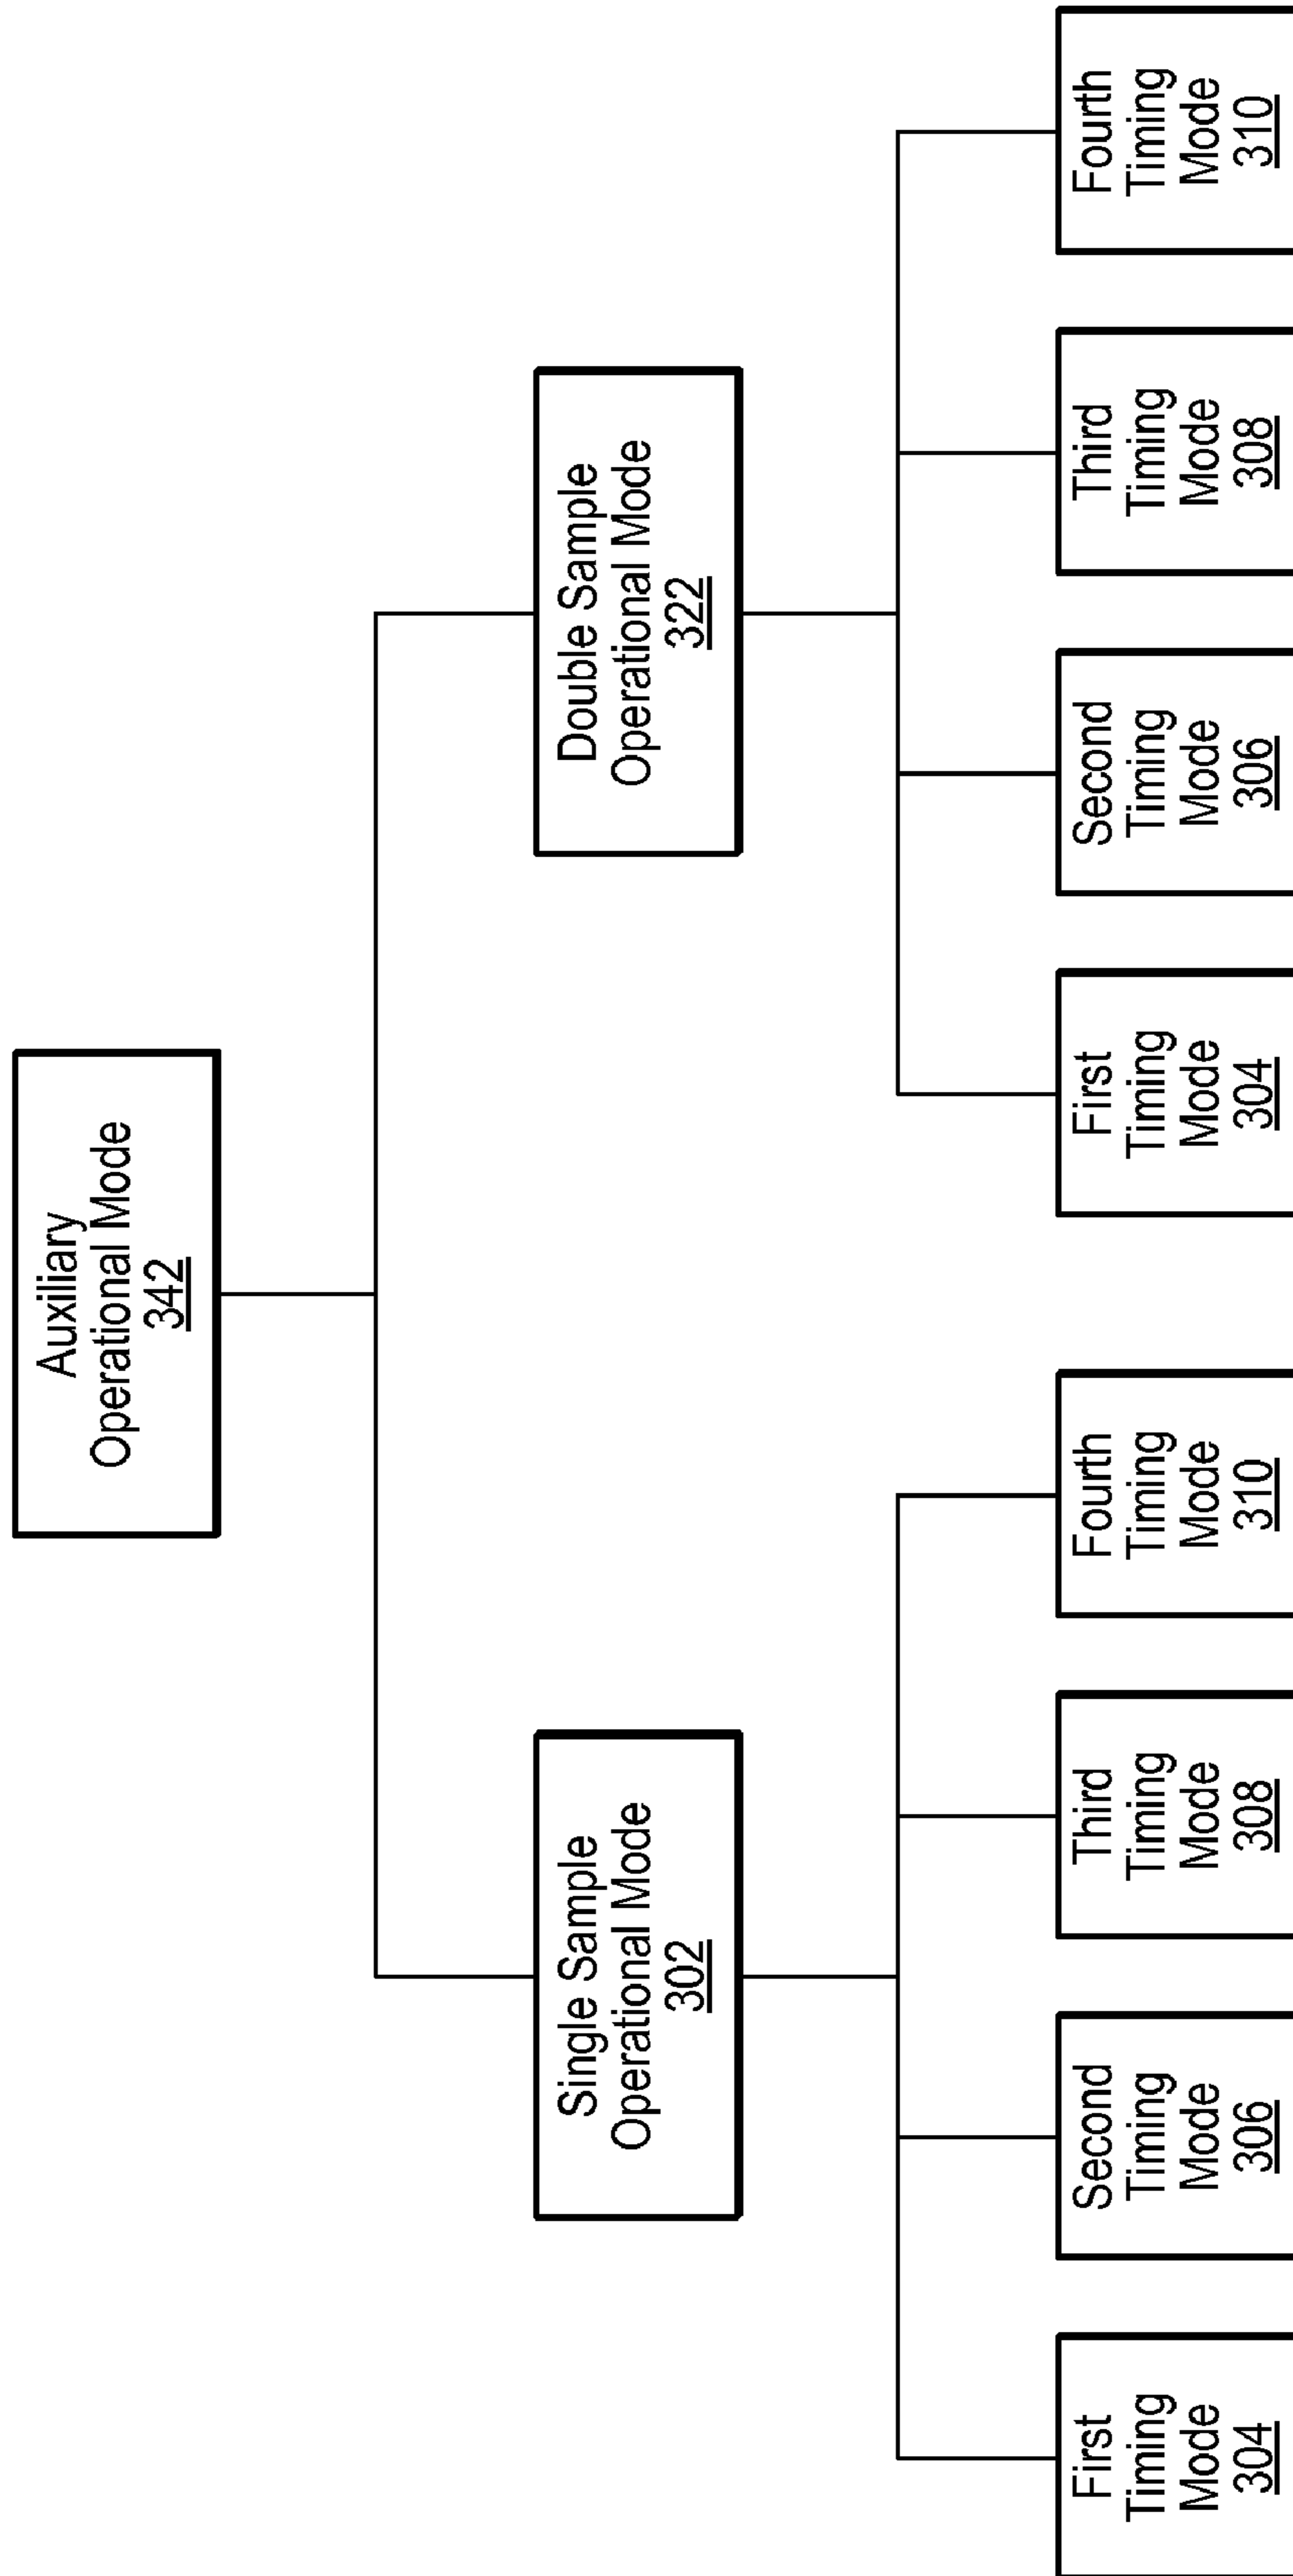 Auxiliary
Operational Mode
342
Single Sample
Operational Mode
302
Double Sample
Operational Mode
322
First
Timing
Mode
304
Second
Timing
Mode
306
Third
Timing
Mode
308
Fourth
Timing
Mode
310
First
Timing
Mode
304
Second
Timing
Mode
306
Third
Timing
Mode
308
Fourth
Timing
Mode
310